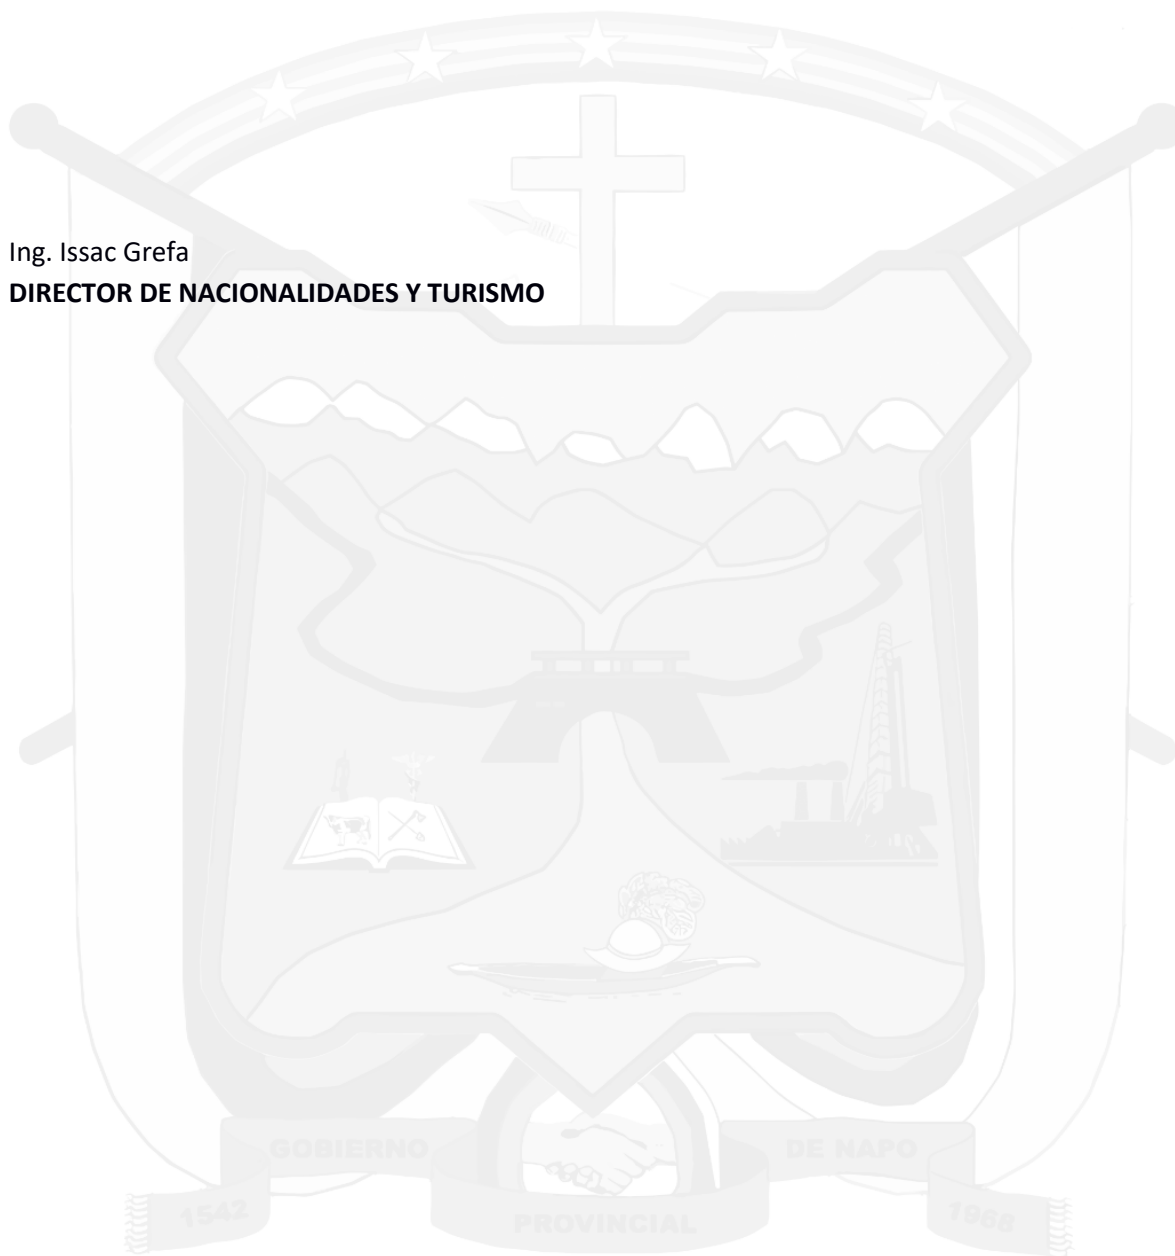 Ing. Issac Grefa
DIRECTOR DE NACIONALIDADES Y TURISMO
GOBIERNO
DE NAPO
1542
PROVINCIAL
1968